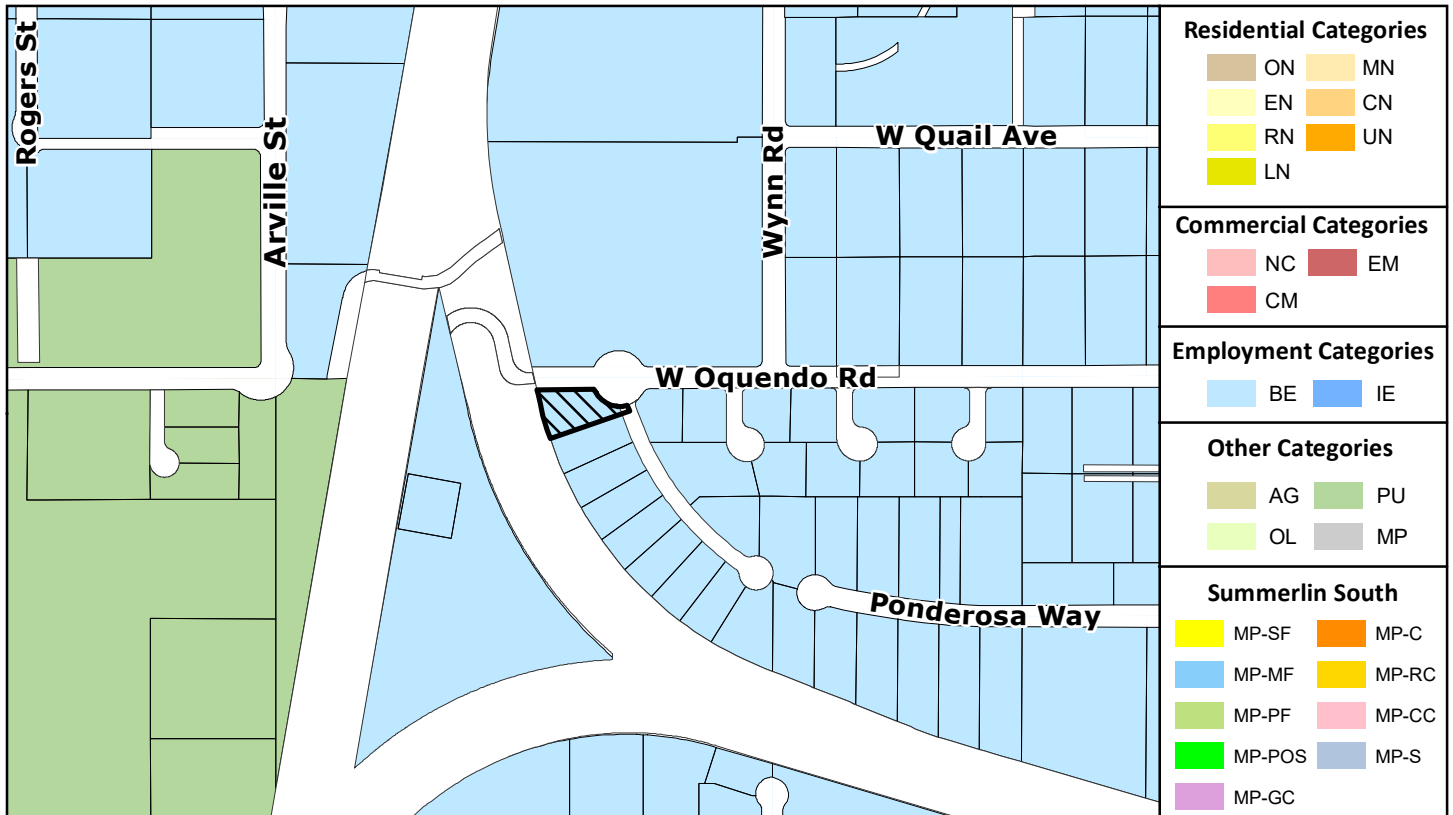 Rogers St
Arville St
Wynn Rd
W Quail Ave
W Oquendo Rd
Ponderosa Way
Residential Categories
ON MN
EN CN
RN UN
LN
Commercial Categories
NC EM
CM
Employment Categories
BE IE
Other Categories
AG PU
OL MP
Summerlin South
MP-SF MP-C
MP-MF MP-RC
MP-PF MP-CC
MP-POS MP-S
MP-GC